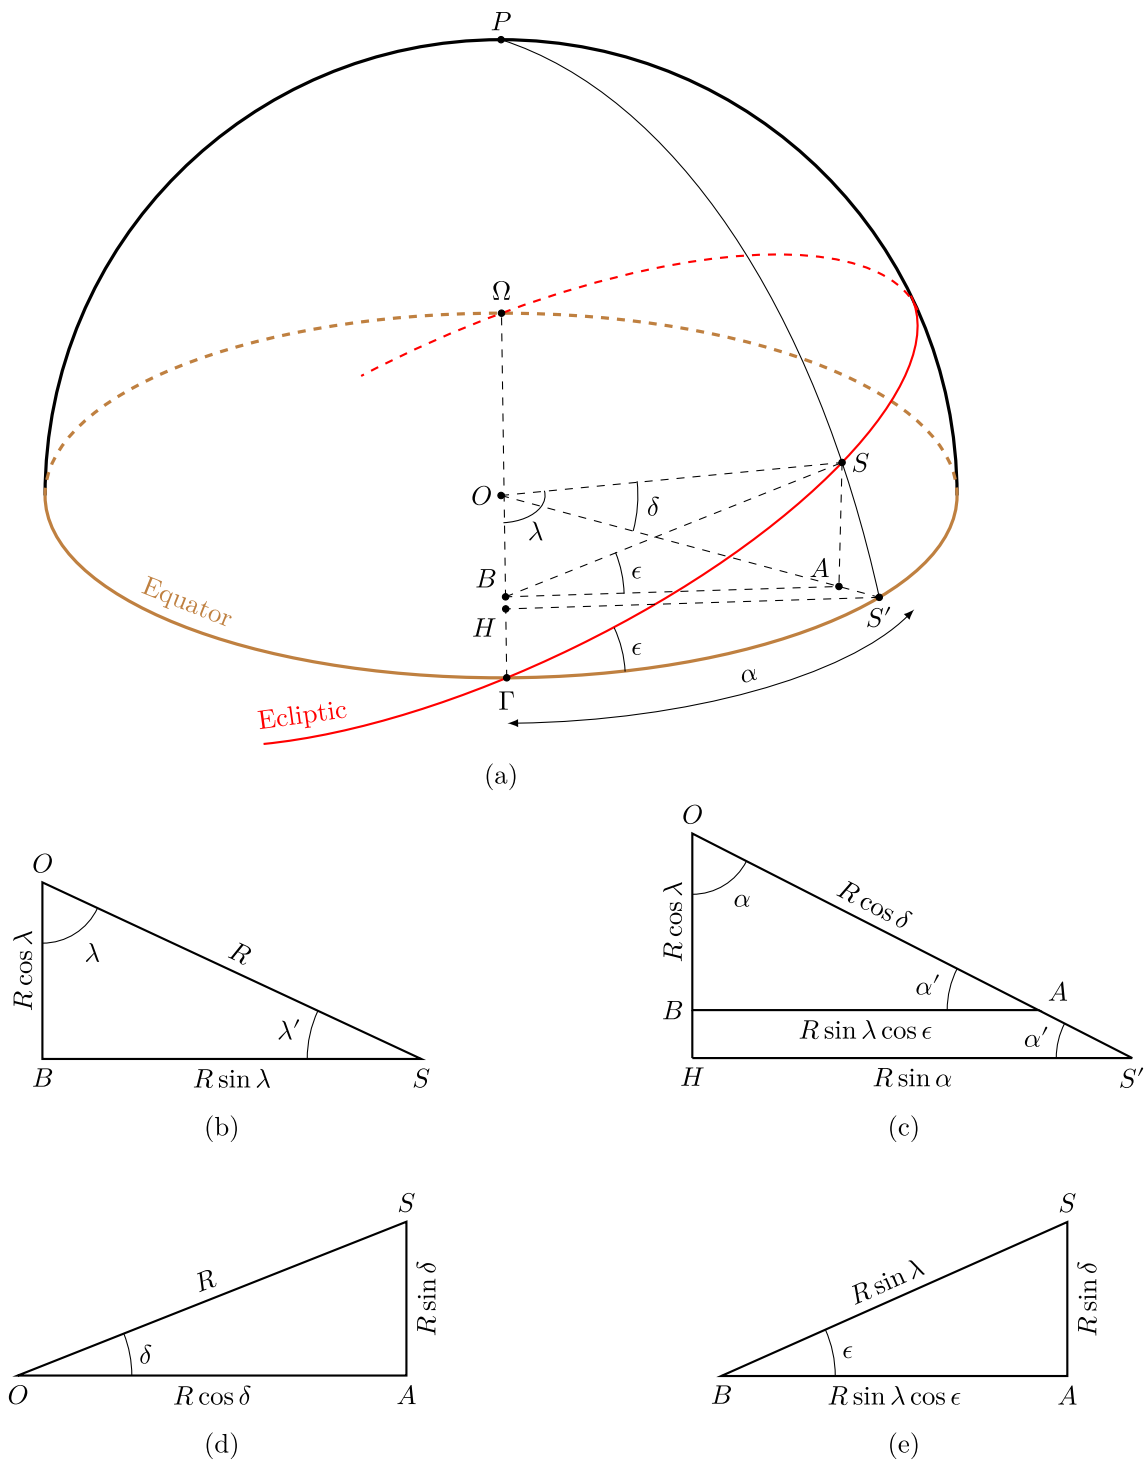 P
Ω
S
O
δ
λ
B
ϵ
A
H
S′
Equator
ϵ
α
Γ
Ecliptic
(a)
O
R cos λ
λ
R
λ′
B
R sin λ
S
(b)
O
R cos λ
α
R cos δ
α′
A
B
R sin λ cos ϵ
α′
H
R sin α
S′
(c)
S
R
R sin δ
δ
O
R cos δ
A
(d)
S
R sin λ
R sin δ
ϵ
B
R sin λ cos ϵ
A
(e)